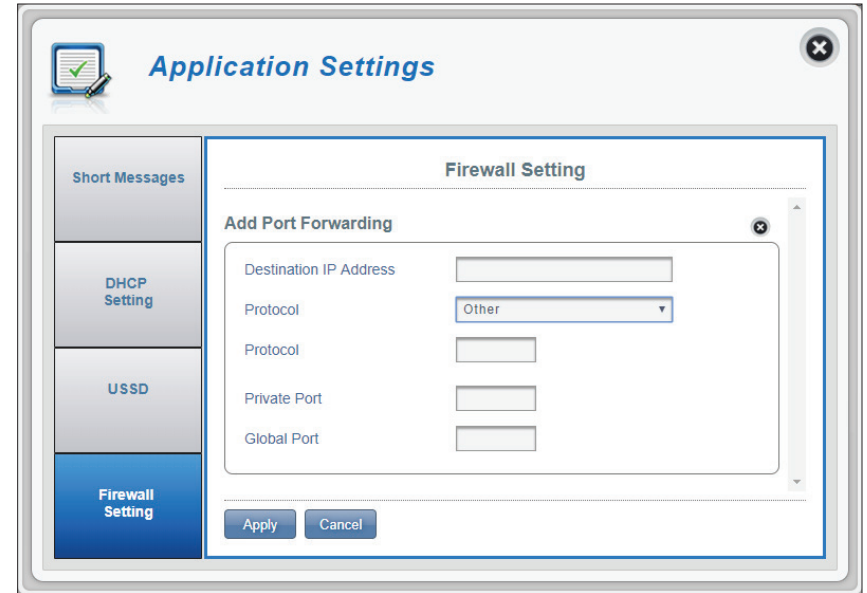 Application Settings
Short Messages
DHCP
Setting
USSD
Firewall
Setting
Firewall Setting
Add Port Forwarding
Destination IP Address
Protocol Other
Protocol
Private Port
Global Port
Apply Cancel